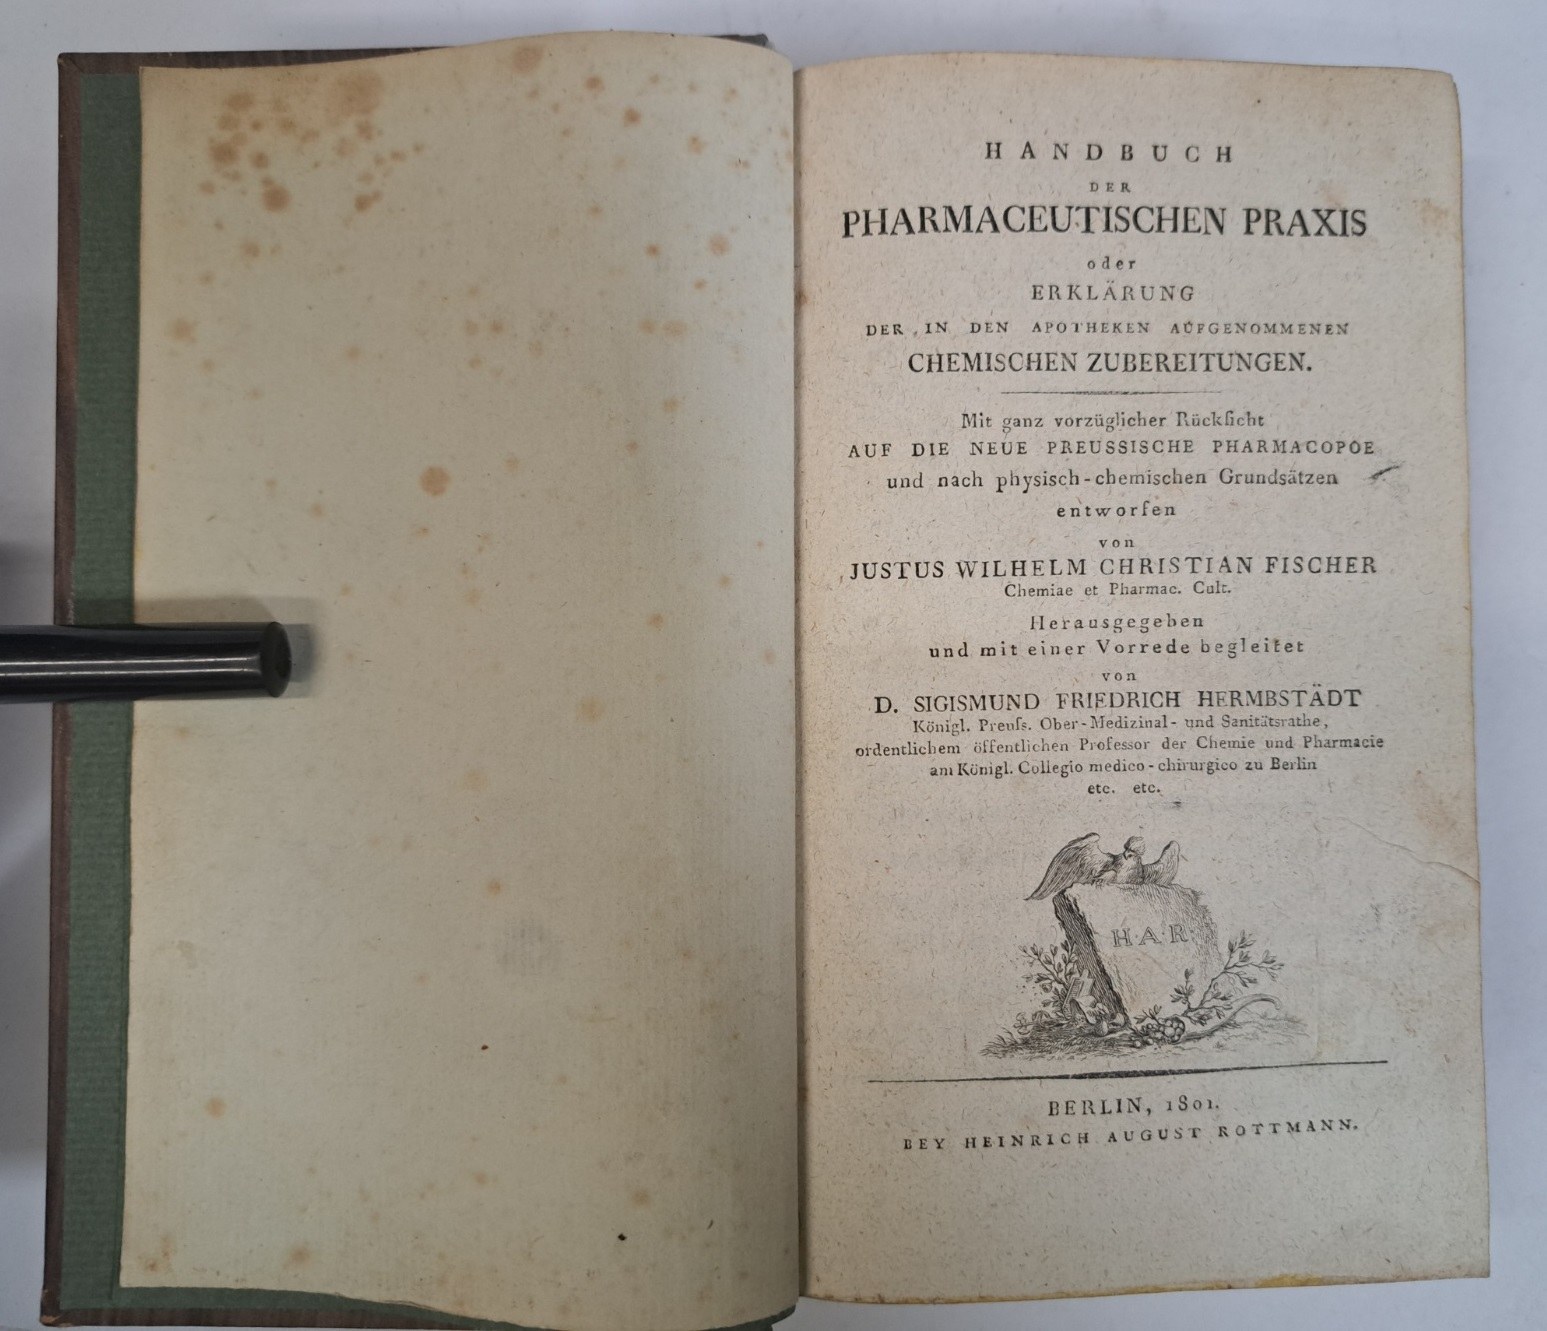 HANDBUCH
DER
PHARMACEUTISCHEN PRAXIS
oder
ERKLÄRUNG
DER IN DEN APOTHEKEN AUFGENOMMENEN
CHEMISCHEN ZUBEREITUNGEN.
Mit ganz vorzüglicher Rückſicht
AUF DIE NEUE PREUSSISCHE PHARMACOPÖE
und nach physisch-chemischen Grundsätzen
entworfen
von
JUSTUS WILHELM CHRISTIAN FISCHER
Chemiae et Pharmac. Cult.
Herausgegeben
und mit einer Vorrede begleitet
von
D. SIGISMUND FRIEDRICH HERMBSTÄDT
Königl. Preuſs. Ober-Medizinal- und Sanitätsrathe,
ordentlichem öffentlichen Professor der Chemie und Pharmacie
am Königl. Collegio medico-chirurgico zu Berlin
etc. etc.
H·A·R
BERLIN, 1801.
BEY HEINRICH AUGUST ROTTMANN.